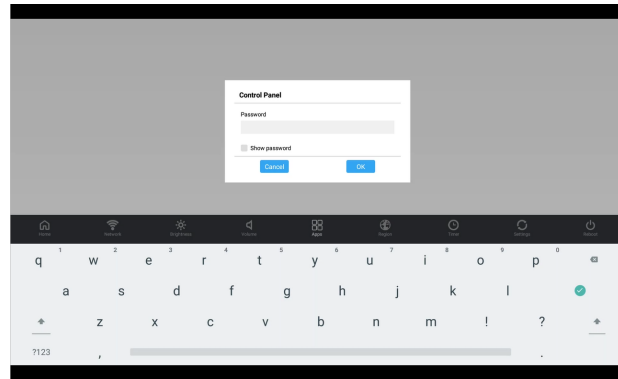 Control Panel
Password
Show password
Cancel OK
Home Network Brightness Volume Apps Region Timer Settings Reboot
q 1 w 2 e 3 r 4 t 5 y 6 u 7 i 8 o 9 p 0
a s d f g h j k l
z x c v b n m ! ?
?123 , .